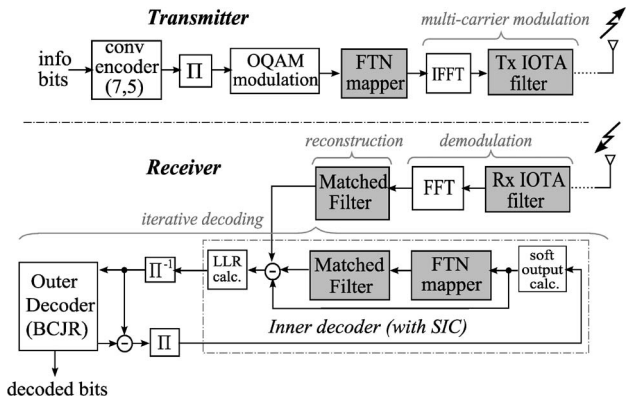 Transmitter
multi-carrier modulation
info
bits
conv
encoder
(7,5)
Π
OQAM
modulation
FTN
mapper
IFFT
Tx IOTA
filter
reconstruction
demodulation
Receiver
Matched
Filter
FFT
Rx IOTA
filter
iterative decoding
Outer
Decoder
(BCJR)
Π-1
LLR
calc.
-
Matched
Filter
FTN
mapper
soft
output
calc.
-
Π
Inner decoder (with SIC)
decoded bits